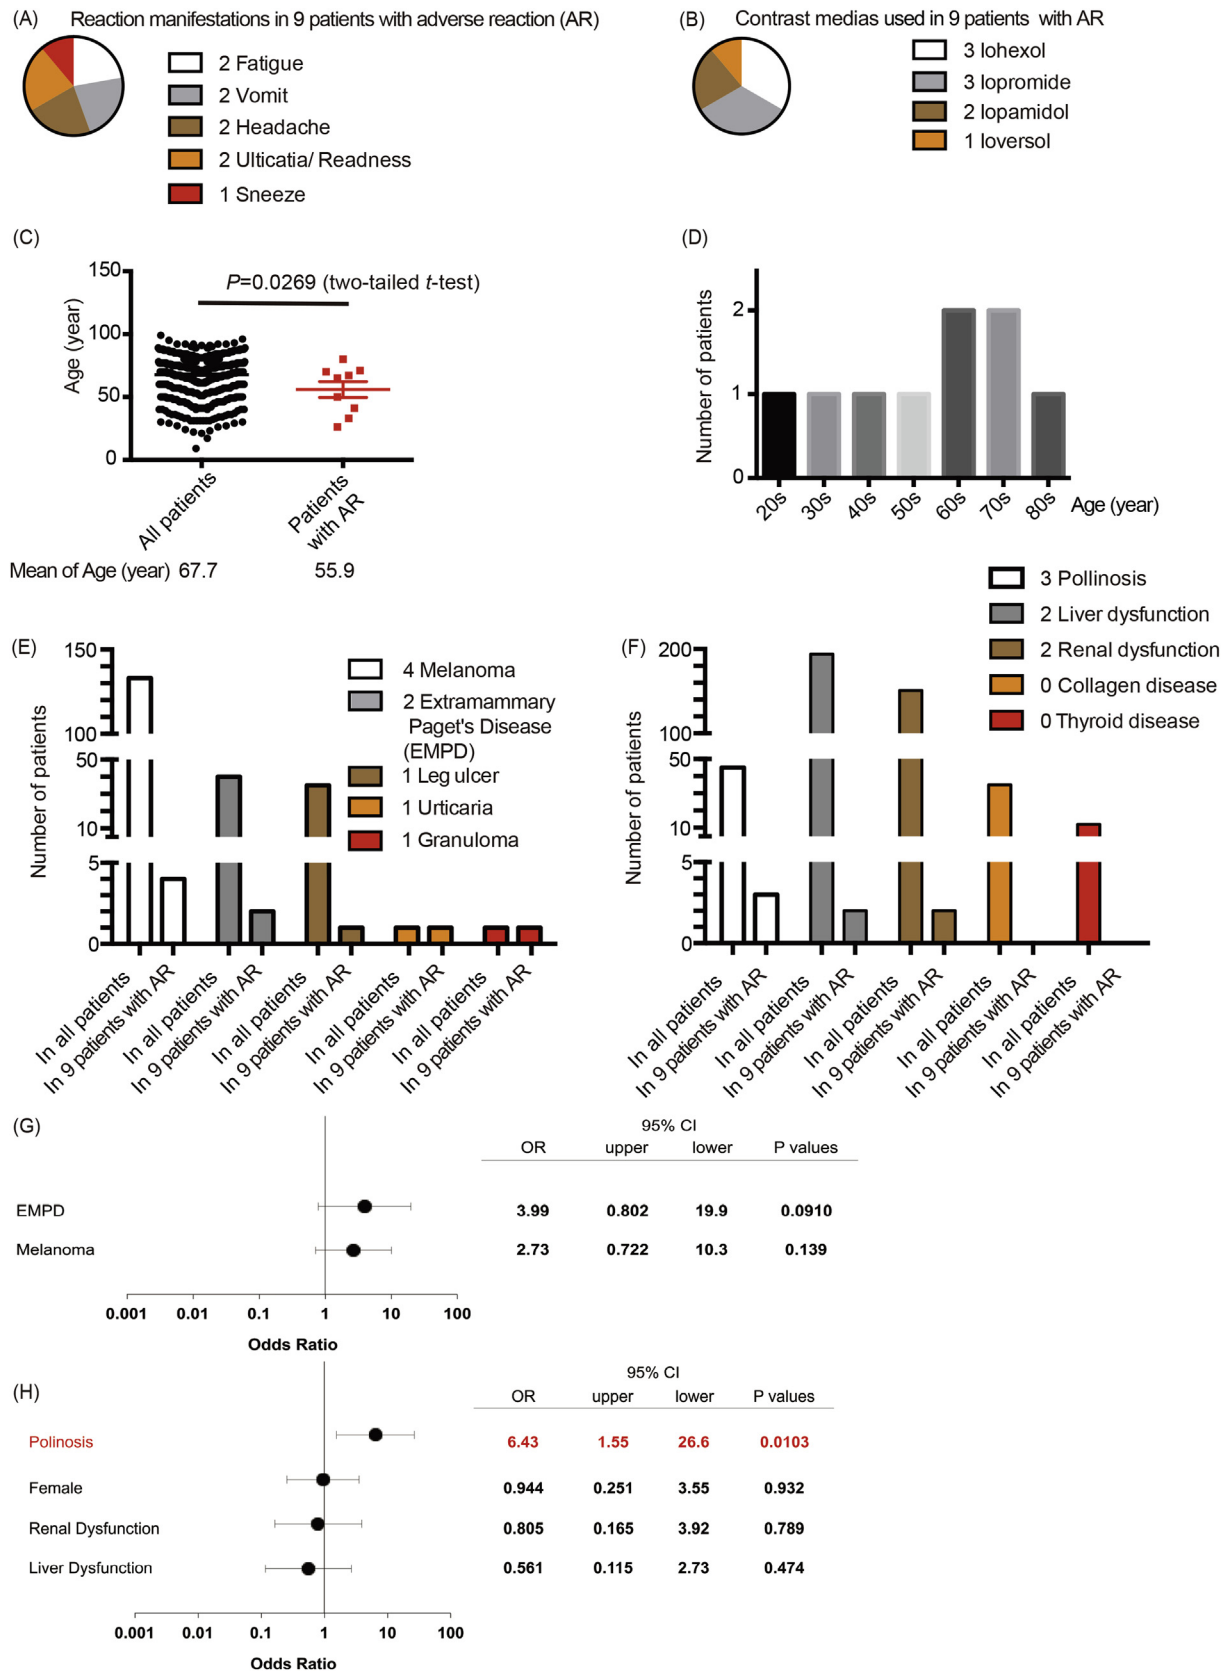 (A) Reaction manifestations in 9 patients with adverse reaction (AR)
2 Fatigue
2 Vomit
2 Headache
2 Ulticatia/ Readness
1 Sneeze
(B) Contrast medias used in 9 patients with AR
3 Iohexol
3 Iopromide
2 Iopamidol
1 Ioversol
(C)
P=0.0269 (two-tailed t-test)
Age (year)
150
100
50
0
All patients
Patients with AR
Mean of Age (year) 67.7 55.9
(D)
Number of patients
2
1
0
20s 30s 40s 50s 60s 70s 80s Age (year)
(E)
Number of patients
150
100
50
10
5
0
4 Melanoma
2 Extramammary
Paget's Disease
(EMPD)
1 Leg ulcer
1 Urticaria
1 Granuloma
In all patients
In 9 patients with AR
In all patients
In 9 patients with AR
In all patients
In 9 patients with AR
In all patients
In 9 patients with AR
In all patients
In 9 patients with AR
(F)
3 Pollinosis
2 Liver dysfunction
2 Renal dysfunction
0 Collagen disease
0 Thyroid disease
Number of patients
200
100
50
10
5
0
In all patients
In 9 patients with AR
In all patients
In 9 patients with AR
In all patients
In 9 patients with AR
In all patients
In 9 patients with AR
In all patients
In 9 patients with AR
(G)
95% CI
OR upper lower P values
EMPD 3.99 0.802 19.9 0.0910
Melanoma 2.73 0.722 10.3 0.139
0.001 0.01 0.1 1 10 100
Odds Ratio
(H)
95% CI
OR upper lower P values
Polinosis 6.43 1.55 26.6 0.0103
Female 0.944 0.251 3.55 0.932
Renal Dysfunction 0.805 0.165 3.92 0.789
Liver Dysfunction 0.561 0.115 2.73 0.474
0.001 0.01 0.1 1 10 100
Odds Ratio